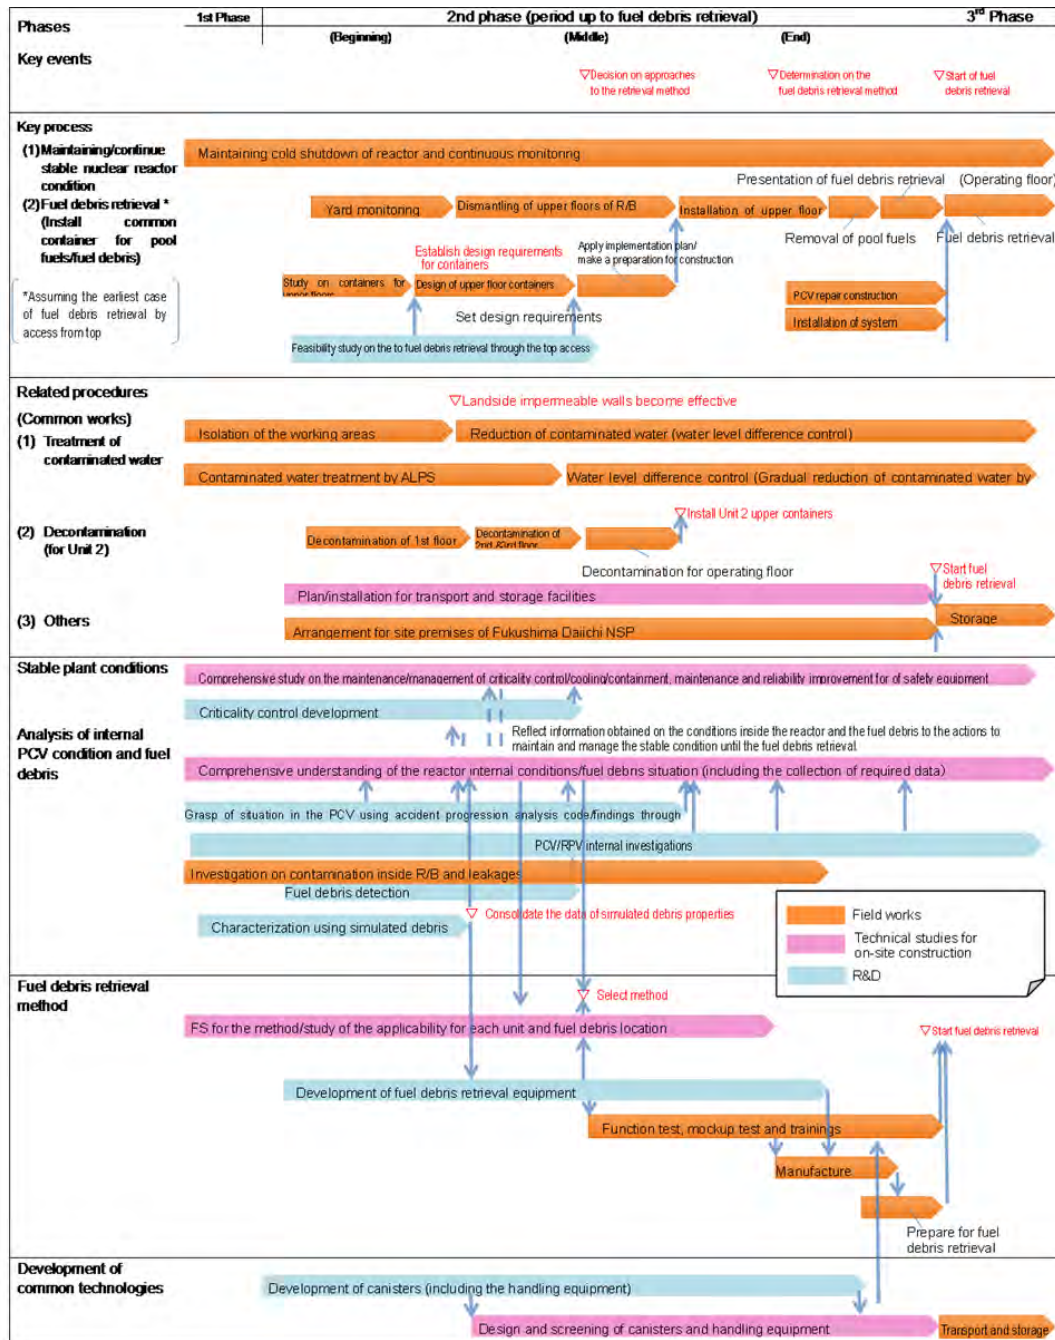 Phases
1st Phase
2nd phase (period up to fuel debris retrieval)
3rd Phase
(Beginning)
(Middle)
(End)
Key events
▽Decision on approaches
to the retrieval method
▽Determination on the
fuel debris retrieval method
▽Start of fuel
debris retrieval
Key process
(1) Maintaining/continue
stable nuclear reactor
condition
Maintaining cold shutdown of reactor and continuous monitoring
(2) Fuel debris retrieval *
(Install common
container for pool
fuels/fuel debris)
Presentation of fuel debris retrieval
(Operating floor)
Yard monitoring
Dismantling of upper floors of R/B
Installation of upper floor
Removal of pool fuels
Fuel debris retrieval
Establish design requirements
for containers
Apply implementation plan/
make a preparation for construction
*Assuming the earliest case
of fuel debris retrieval by
access from top
Study on containers for
upper floors
Design of upper floor containers
PCV repair construction
Set design requirements
Installation of system
Feasibility study on the to fuel debris retrieval through the top access
Related procedures
▽Landside impermeable walls become effective
(Common works)
(1) Treatment of
contaminated water
Isolation of the working areas
Reduction of contaminated water (water level difference control)
Contaminated water treatment by ALPS
Water level difference control (Gradual reduction of contaminated water by
▽Install Unit 2 upper containers
(2) Decontamination
(for Unit 2)
Decontamination of 1st floor
Decontamination of
2nd /3rd floor
Decontamination for operating floor
▽Start fuel
debris retrieval
Plan/installation for transport and storage facilities
(3) Others
Storage
Arrangement for site premises of Fukushima Daiichi NSP
Stable plant conditions
Comprehensive study on the maintenance/management of criticality control/cooling/containment, maintenance and reliability improvement for of safety equipment
Criticality control development
Analysis of internal
PCV condition and fuel
debris
Reflect information obtained on the conditions inside the reactor and the fuel debris to the actions to
maintain and manage the stable condition until the fuel debris retrieval.
Comprehensive understanding of the reactor internal conditions/fuel debris situation (including the collection of required data)
Grasp of situation in the PCV using accident progression analysis code/findings through
PCV/RPV internal investigations
Investigation on contamination inside R/B and leakages
Fuel debris detection
▽ Consolidate the data of simulated debris properties
Characterization using simulated debris
Field works
Technical studies for
on-site construction
R&D
Fuel debris retrieval
method
▽ Select method
FS for the method/study of the applicability for each unit and fuel debris location
▽Start fuel debris retrieval
Development of fuel debris retrieval equipment
Function test, mockup test and trainings
Manufacture
Prepare for fuel
debris retrieval
Development of
common technologies
Development of canisters (including the handling equipment)
Design and screening of canisters and handling equipment
Transport and storage